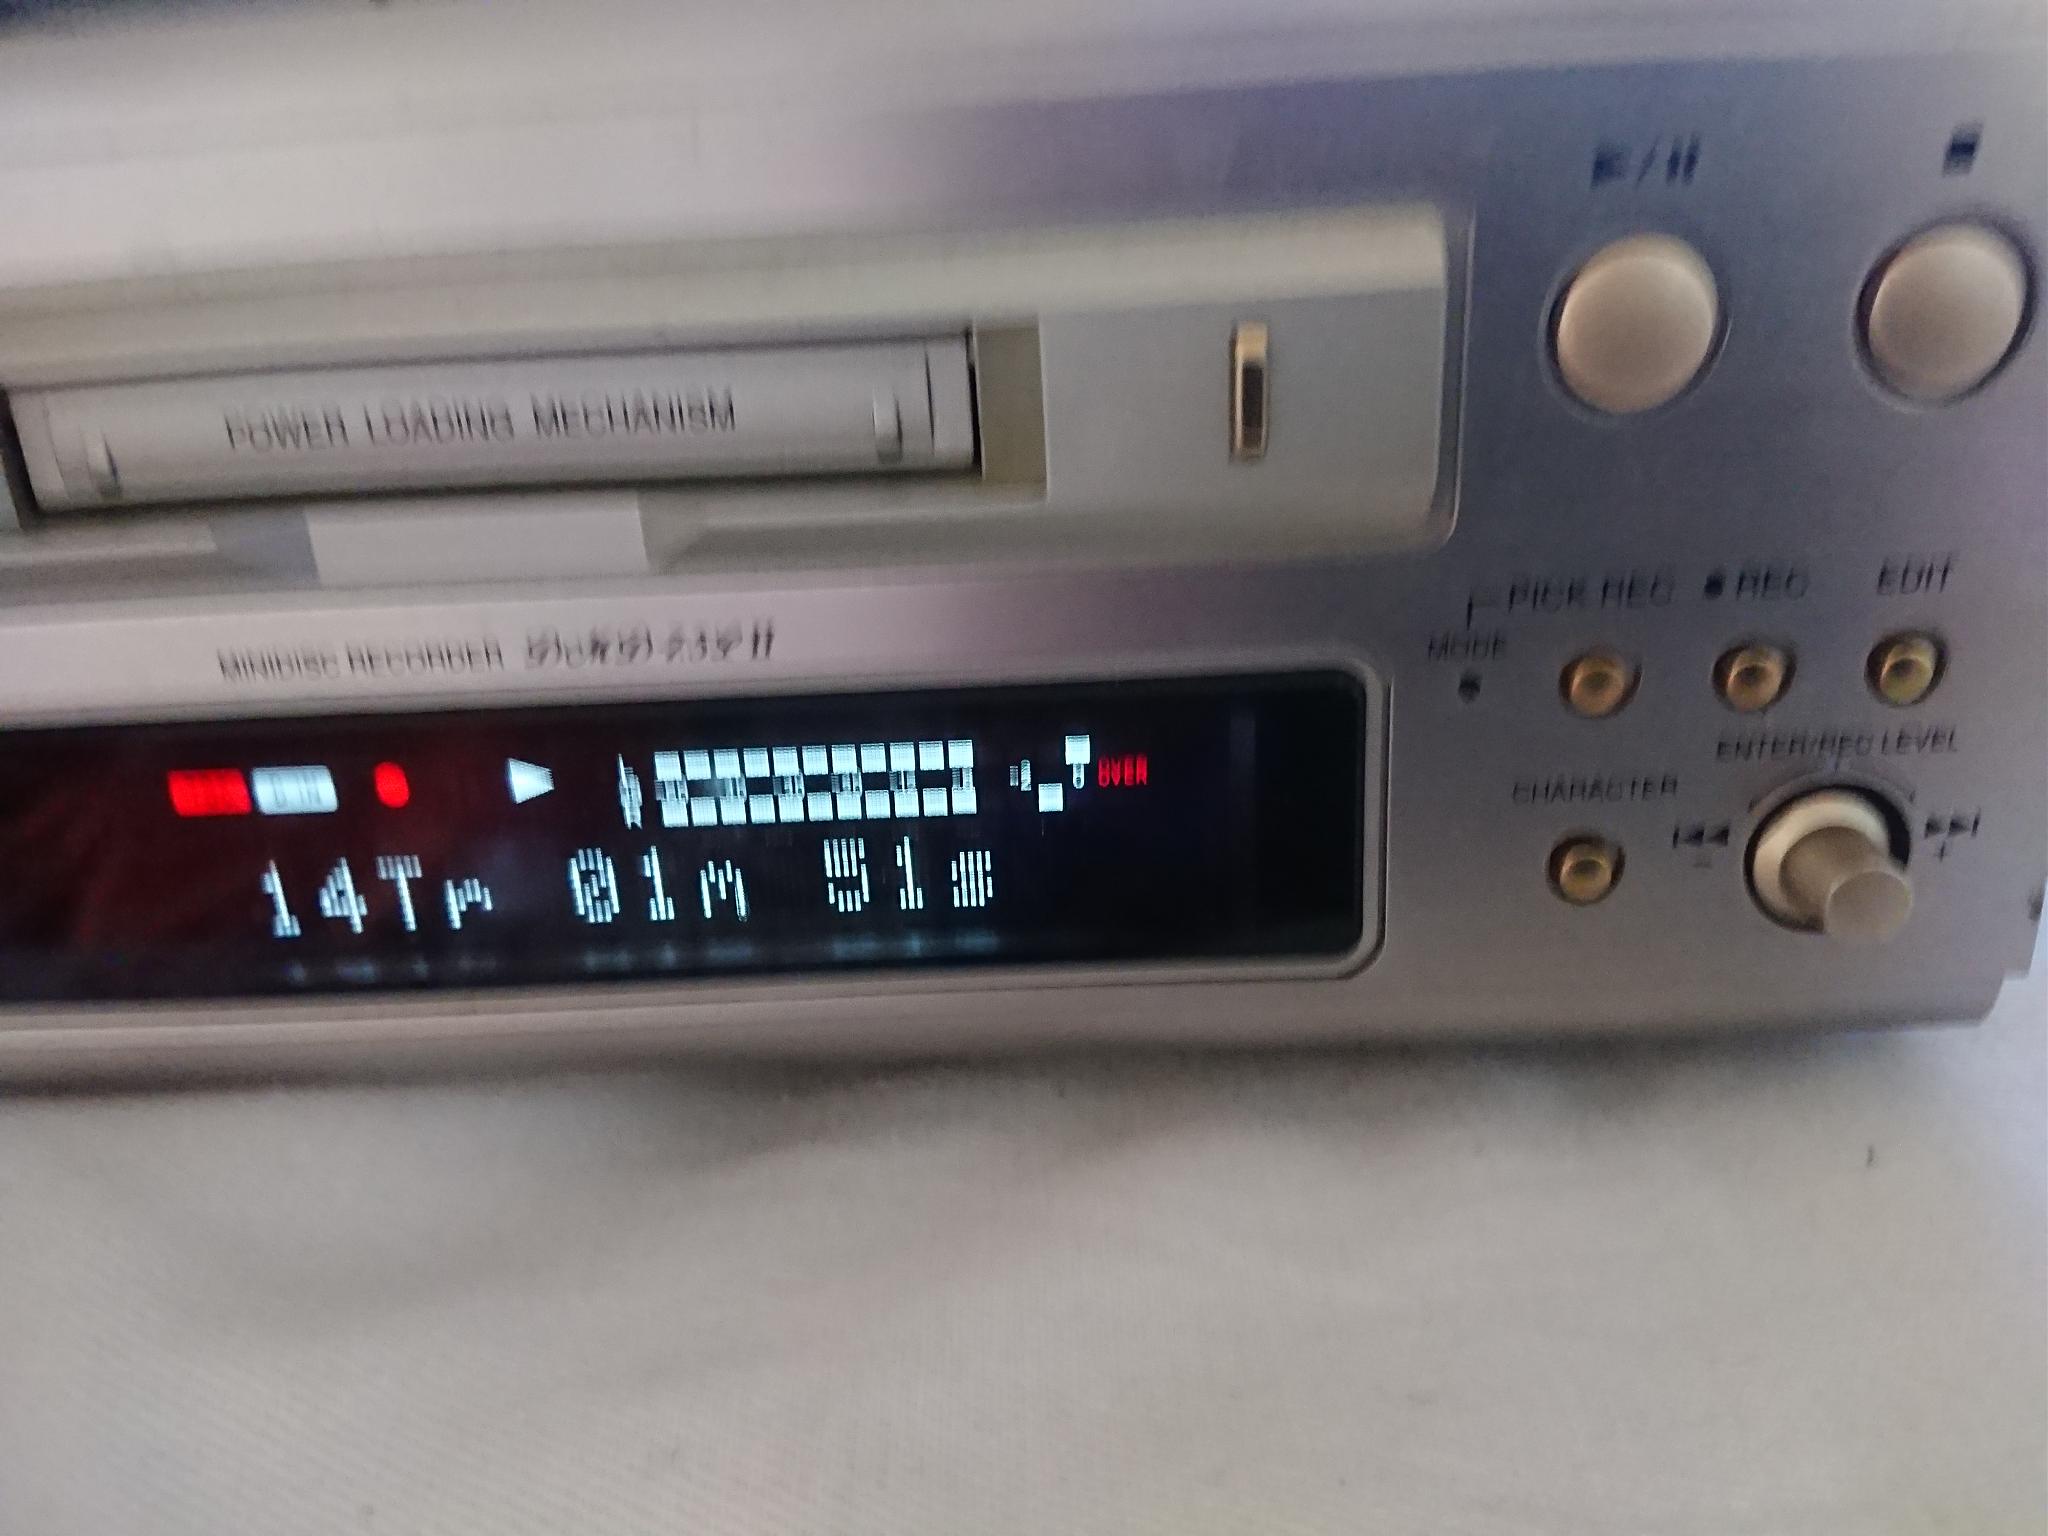 POWER LOADING MECHANISM
PICK REC ● REC EDIT
MODE
MINIDISC RECORDER
ENTER/REC LEVEL
OVER
CHARACTER
14Tr 01m 51s